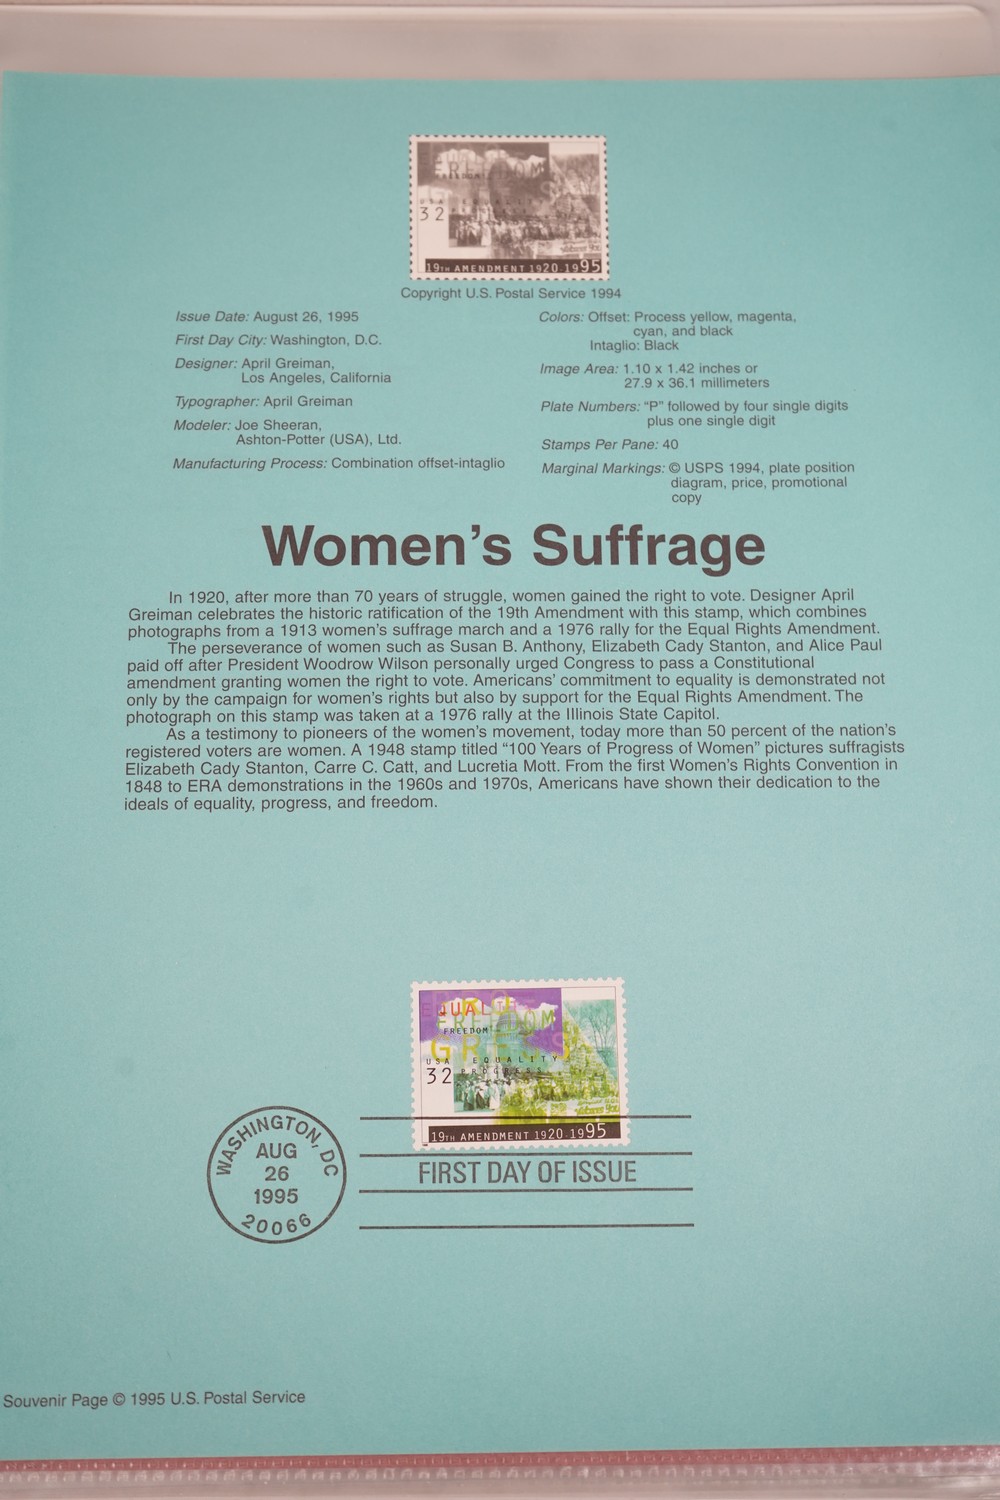 FREEDOM
USA EQUALITY
32
19TH AMENDMENT 1920-1995
Copyright U.S. Postal Service 1994
Issue Date: August 26, 1995
First Day City: Washington, D.C.
Designer: April Greiman,
Los Angeles, California
Typographer: April Greiman
Modeler: Joe Sheeran,
Ashton-Potter (USA), Ltd.
Manufacturing Process: Combination offset-intaglio
Colors: Offset: Process yellow, magenta,
cyan, and black
Intaglio: Black
Image Area: 1.10 x 1.42 inches or
27.9 x 36.1 millimeters
Plate Numbers: “P” followed by four single digits
plus one single digit
Stamps Per Pane: 40
Marginal Markings: © USPS 1994, plate position
diagram, price, promotional
copy
Women’s Suffrage
In 1920, after more than 70 years of struggle, women gained the right to vote. Designer April
Greiman celebrates the historic ratification of the 19th Amendment with this stamp, which combines
photographs from a 1913 women’s suffrage march and a 1976 rally for the Equal Rights Amendment.
The perseverance of women such as Susan B. Anthony, Elizabeth Cady Stanton, and Alice Paul
paid off after President Woodrow Wilson personally urged Congress to pass a Constitutional
amendment granting women the right to vote. Americans’ commitment to equality is demonstrated not
only by the campaign for women’s rights but also by support for the Equal Rights Amendment. The
photograph on this stamp was taken at a 1976 rally at the Illinois State Capitol.
As a testimony to pioneers of the women’s movement, today more than 50 percent of the nation’s
registered voters are women. A 1948 stamp titled “100 Years of Progress of Women” pictures suffragists
Elizabeth Cady Stanton, Carre C. Catt, and Lucretia Mott. From the first Women’s Rights Convention in
1848 to ERA demonstrations in the 1960s and 1970s, Americans have shown their dedication to the
ideals of equality, progress, and freedom.
PRO-
EQUALITY
FREEDOM
FREEDOM
GRESS
USA EQUALITY
32 PROGRESS
19TH AMENDMENT 1920-1995
WASHINGTON, DC
AUG
26
1995
20066
FIRST DAY OF ISSUE
Souvenir Page © 1995 U.S. Postal Service